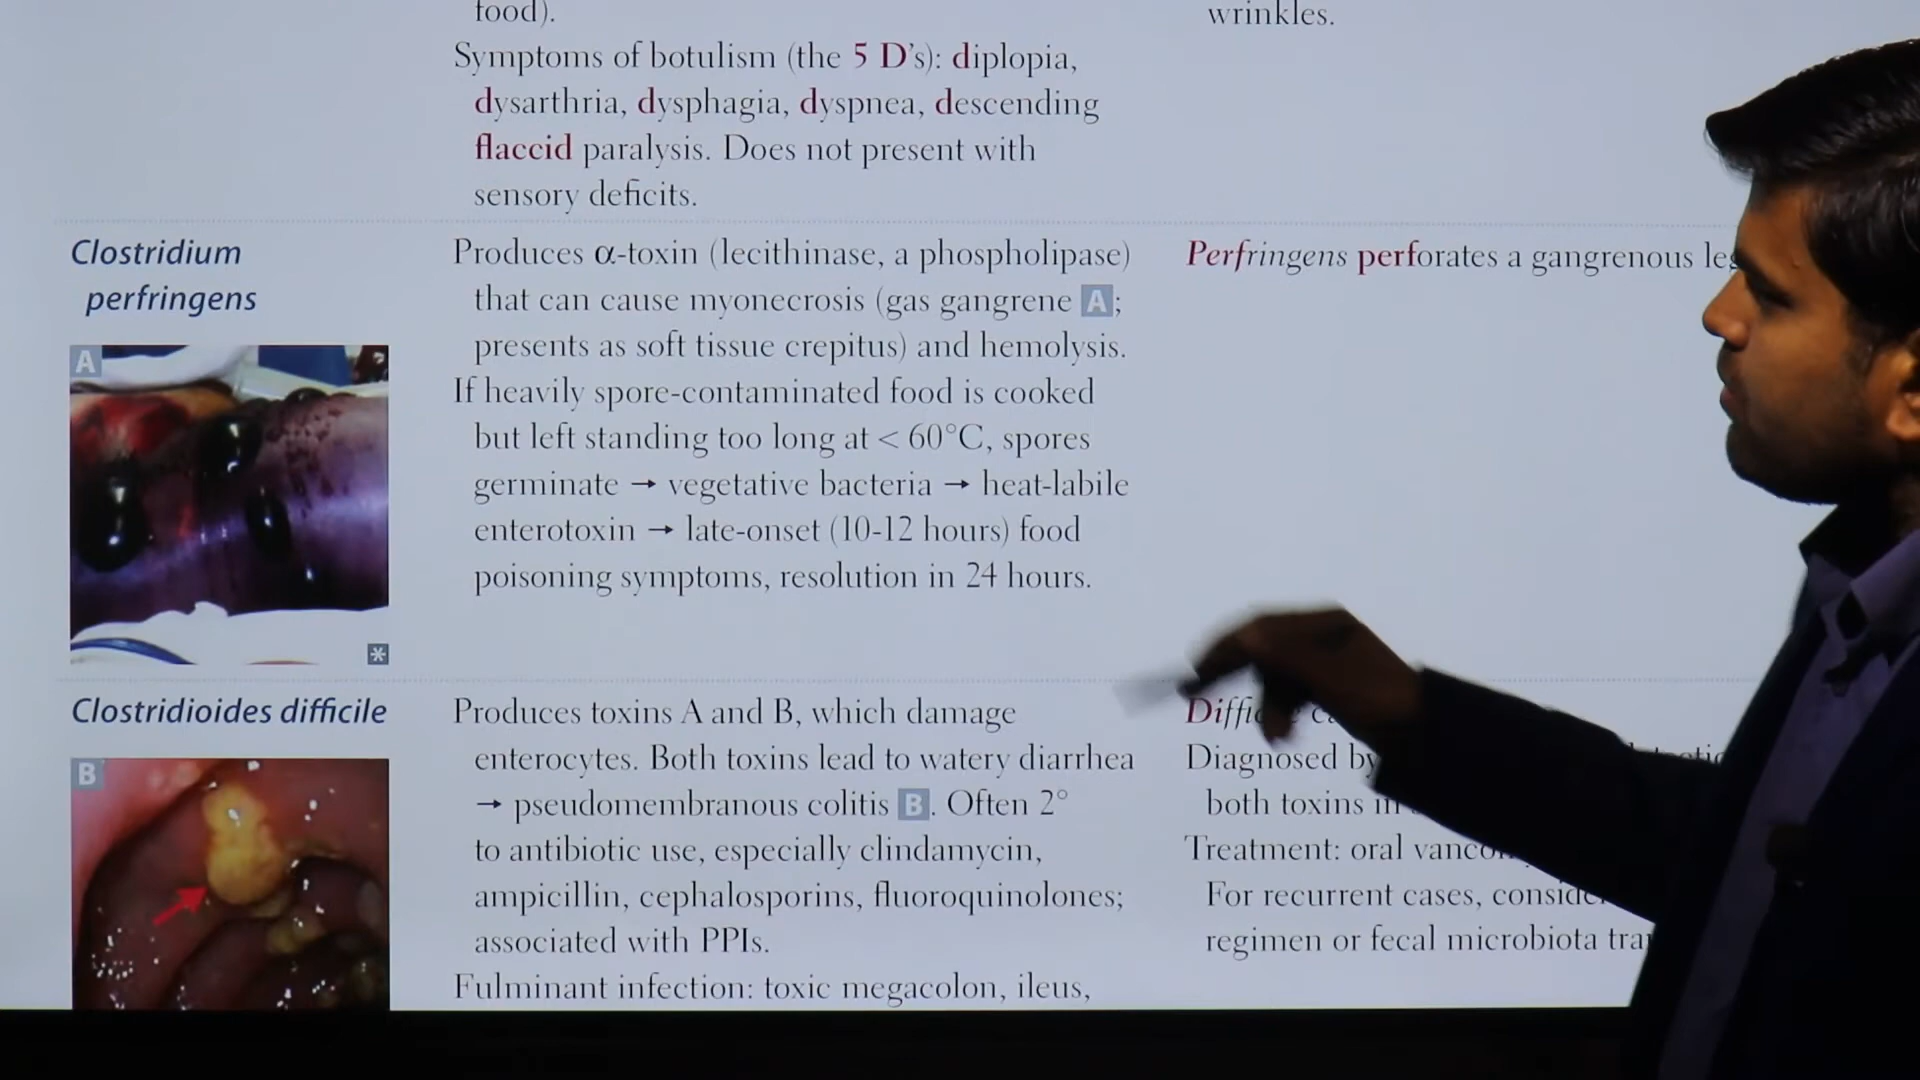 food).
wrinkles.
Symptoms of botulism (the 5 D's): diplopia,
dysarthria, dysphagia, dyspnea, descending
flaccid paralysis. Does not present with
sensory deficits.
Clostridium
perfringens
A
*
Produces α-toxin (lecithinase, a phospholipase)
that can cause myonecrosis (gas gangrene A;
presents as soft tissue crepitus) and hemolysis.
If heavily spore-contaminated food is cooked
but left standing too long at < 60°C, spores
germinate → vegetative bacteria → heat-labile
enterotoxin → late-onset (10-12 hours) food
poisoning symptoms, resolution in 24 hours.
Perfringens perforates a gangrenous
Clostridioides difficile
B
Produces toxins A and B, which damage
enterocytes. Both toxins lead to watery diarrhea
→ pseudomembranous colitis B. Often 2°
to antibiotic use, especially clindamycin,
ampicillin, cephalosporins, fluoroquinolones;
associated with PPIs.
Fulminant infection: toxic megacolon, ileus,
Diagnosed by
both toxins
Treatment: oral
For recurrent cases,
regimen or fecal microbiota